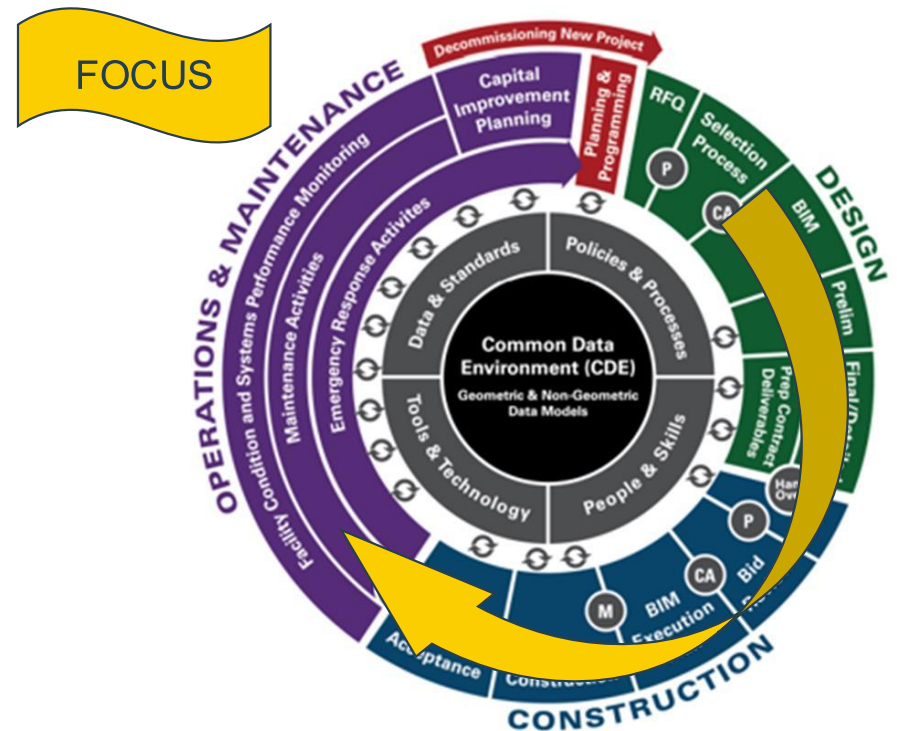 FOCUS
Decommissioning New Project
OPERATIONS & MAINTENANCE
Capital
Improvement
Planning
Planning &
Programming
Facility Condition and Systems Performance Monitoring
Maintenance Activities
Emergency Response Activites
RFQ
P
Selection
Process
CA
DESIGN
BIM
Prelim
Prep Contract
Deliverables
P
Bid
CA
BIM
Execution
M
Acceptance
CONSTRUCTION
Data & Standards
Policies & Processes
Tools & Technology
People & Skills
Common Data
Environment (CDE)
Geometric & Non-Geometric
Data Models